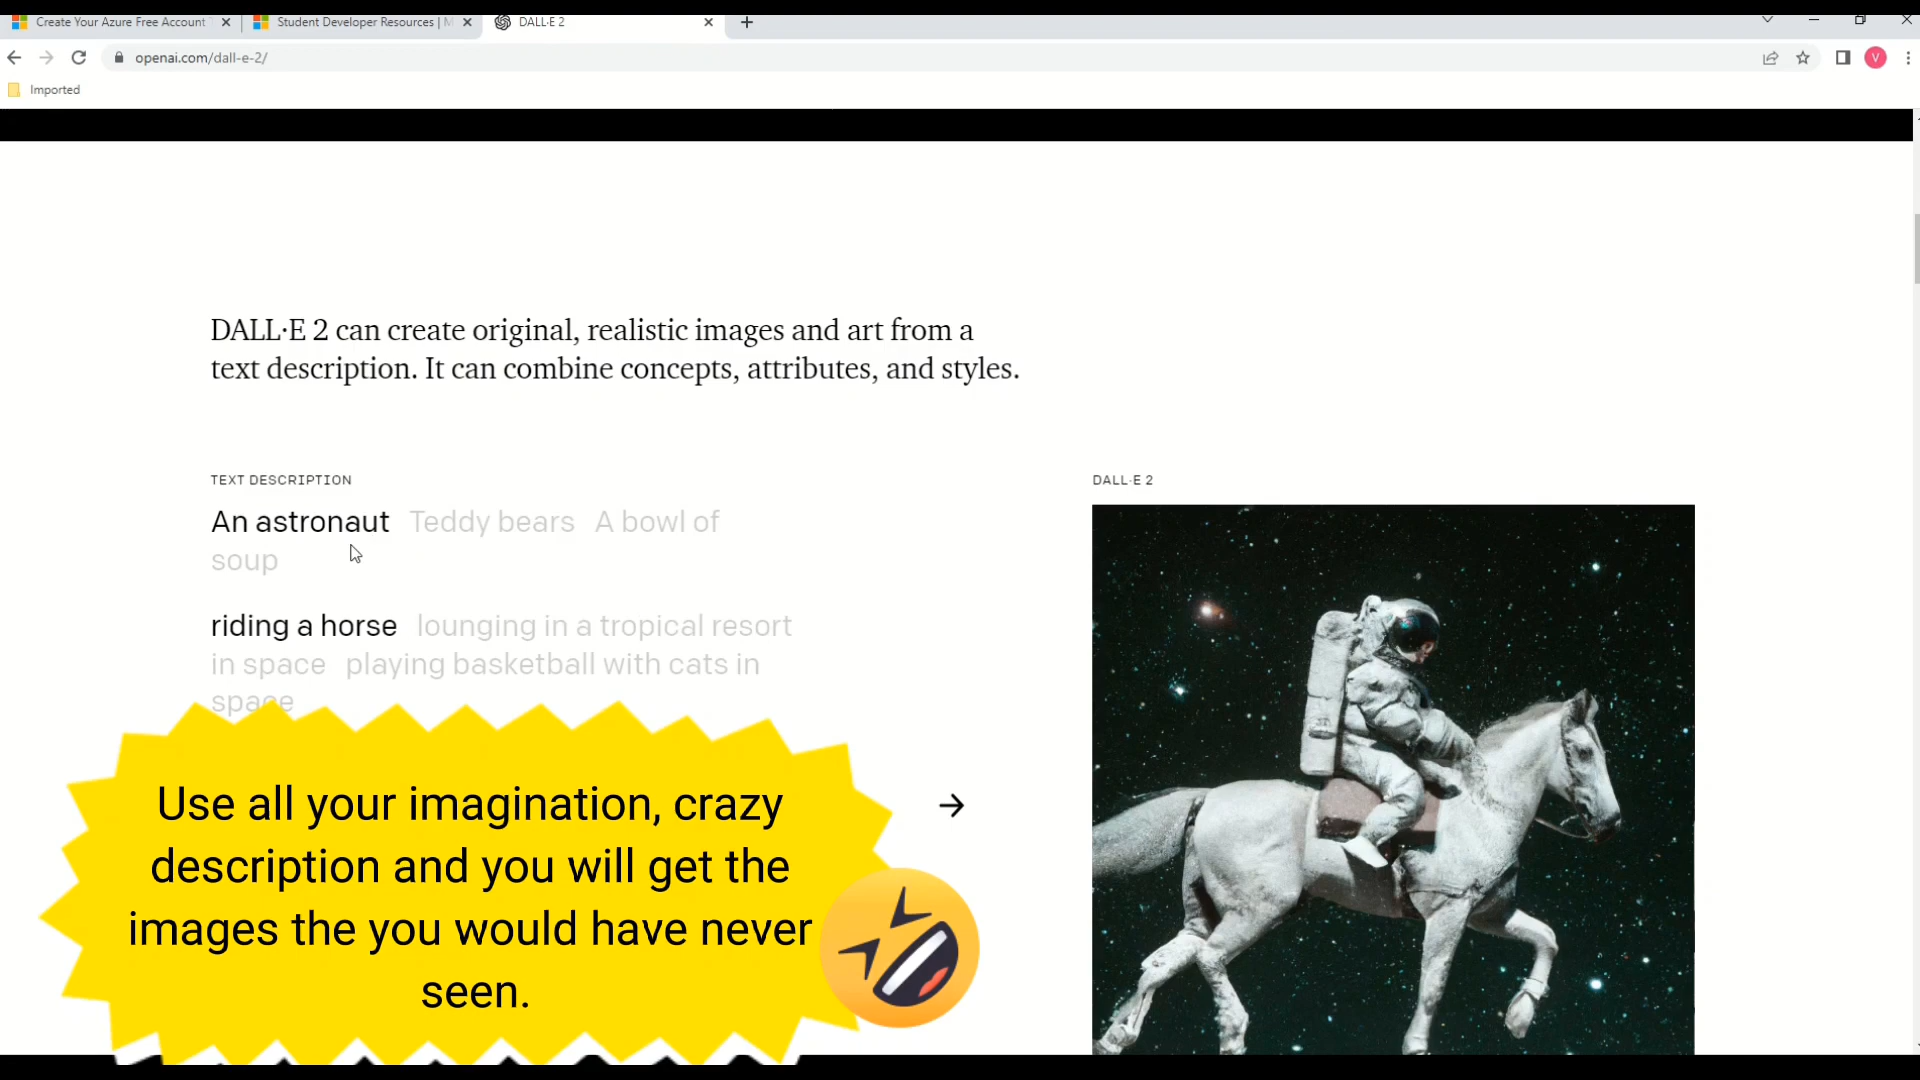 Create Your Azure Free Account
Student Developer Resources | M
DALL·E 2
openai.com/dall-e-2/
V
Imported
DALL·E 2 can create original, realistic images and art from a
text description. It can combine concepts, attributes, and styles.
TEXT DESCRIPTION
An astronaut Teddy bears A bowl of
soup
riding a horse lounging in a tropical resort
in space playing basketball with cats in
space
DALL·E 2
Use all your imagination, crazy
description and you will get the
images the you would have never
seen.